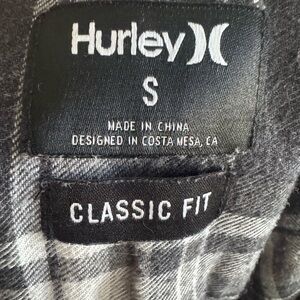 Hurley
S
MADE IN CHINA
DESIGNED IN COSTA MESA, CA
CLASSIC FIT